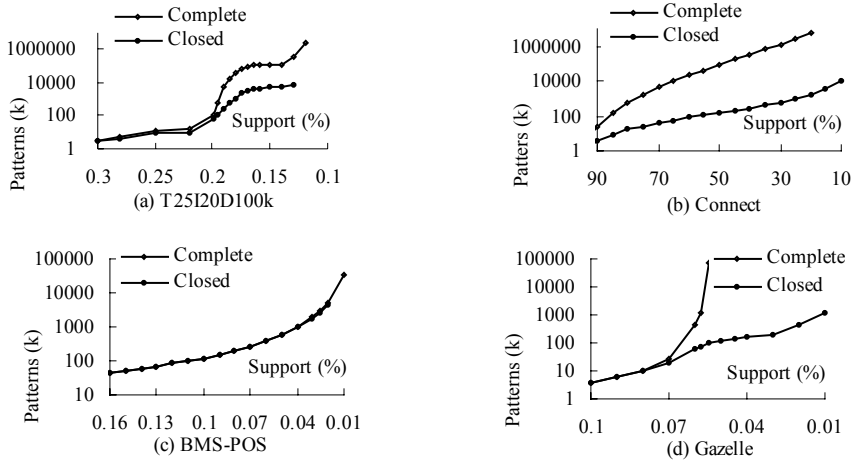 Complete
Closed
Patterns (k)
1000000
10000
100
1
Support (%)
0.3
0.25
0.2
0.15
0.1
(a) T25I20D100k
Complete
Closed
Patters (k)
1000000
10000
100
1
Support (%)
90
70
50
30
10
(b) Connect
Complete
Closed
Patterns (k)
100000
10000
1000
100
10
Support (%)
0.16
0.13
0.1
0.07
0.04
0.01
(c) BMS-POS
Complete
Closed
Patterns (k)
100000
10000
1000
100
10
1
Support (%)
0.1
0.07
0.04
0.01
(d) Gazelle